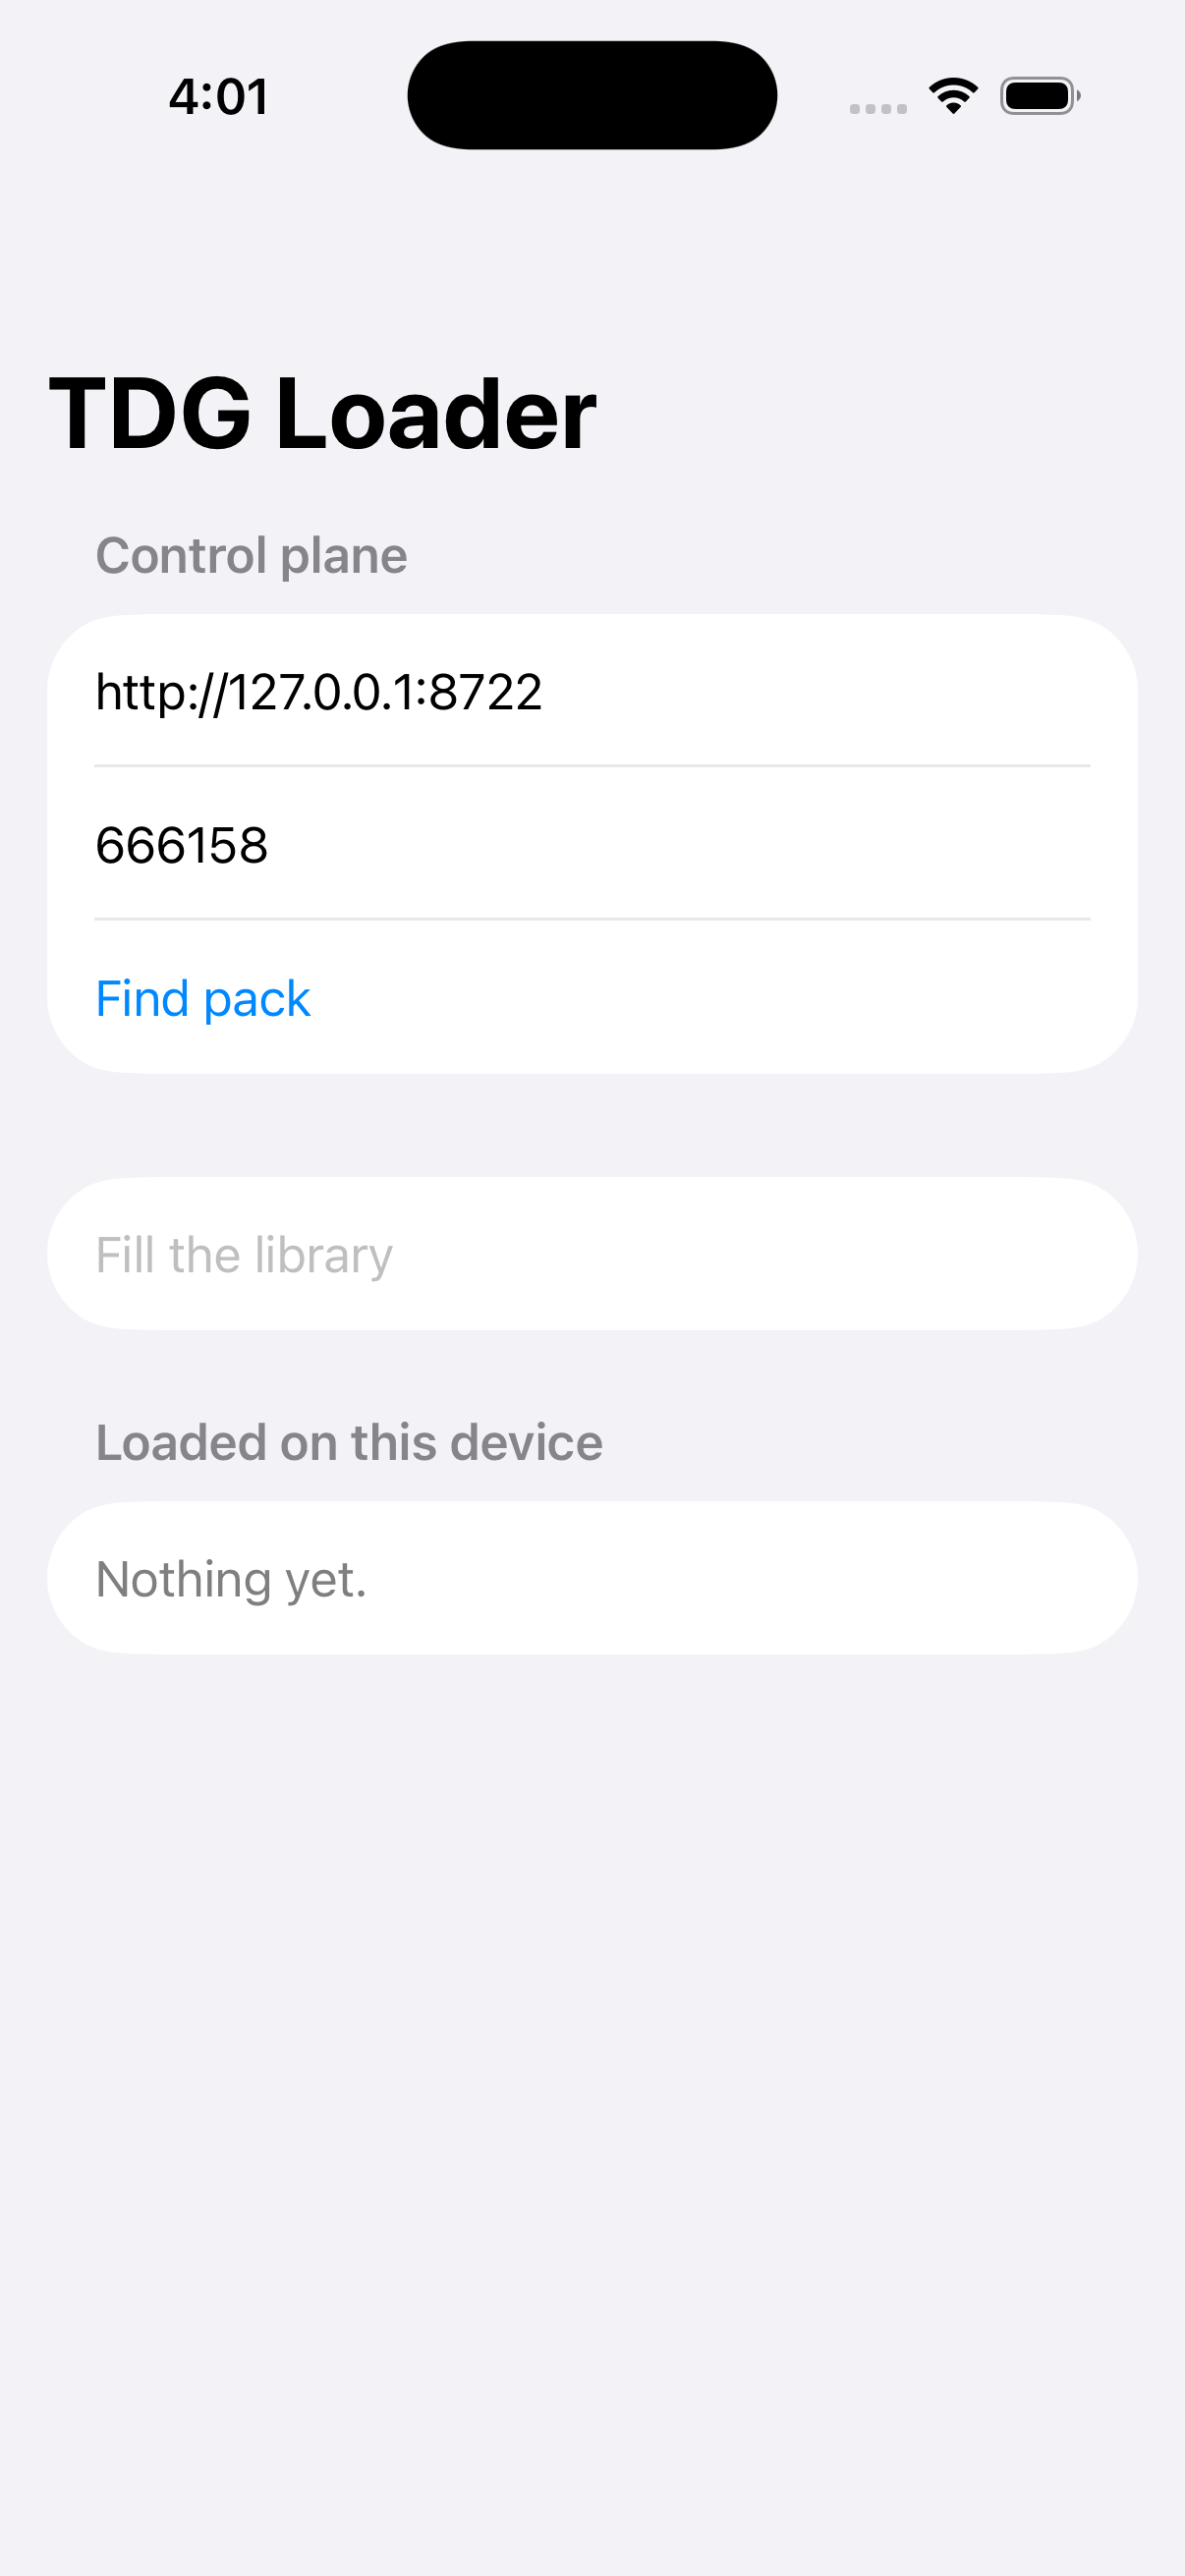 4:01
TDG Loader
Control plane
http://127.0.0.1:8722
666158
Find pack
Fill the library
Loaded on this device
Nothing yet.